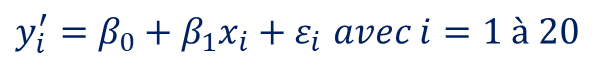 y′ᵢ = β₀ + β₁xᵢ + εᵢ avec i = 1 à 20